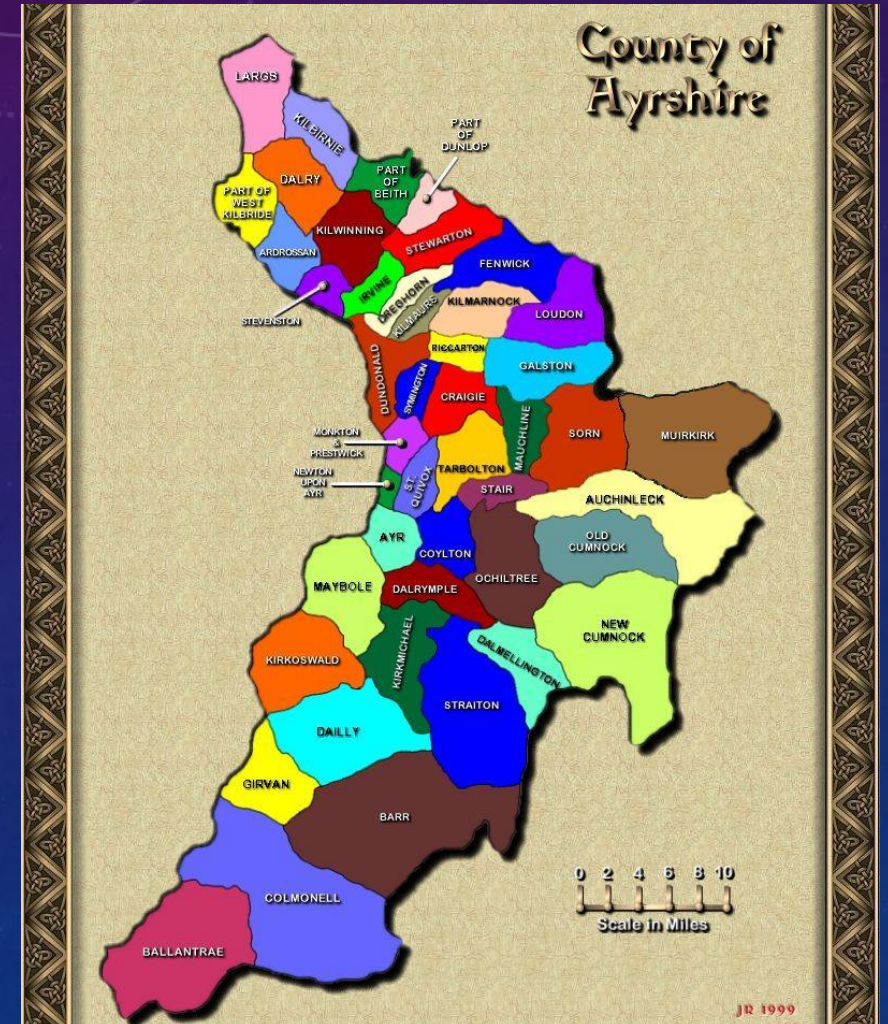 County of
Ayrshire
LARGS
KILBIRNIE
PART
OF
DUNLOP
PART
OF
BEITH
DALRY
PART OF
WEST
KILBRIDE
KILWINNING
STEWARTON
ARDROSSAN
FENWICK
IRVINE
DREGHORN
KILMAURS
KILMARNOCK
STEVENSTON
LOUDON
RICCARTON
GALSTON
DUNDONALD
SYMINGTON
CRAIGIE
MAUCHLINE
SORN
MUIRKIRK
MONKTON
&
PRESTWICK
TARBOLTON
NEWTON
UPON
AYR
ST.
QUIVOX
STAIR
AUCHINLECK
AYR
COYLTON
OLD
CUMNOCK
OCHILTREE
MAYBOLE
DALRYMPLE
NEW
CUMNOCK
KIRKMICHAEL
DALMELLINGTON
KIRKOSWALD
STRAITON
DAILLY
GIRVAN
BARR
0 2 4 6 8 10
Scale in Miles
COLMONELL
BALLANTRAE
JR 1999